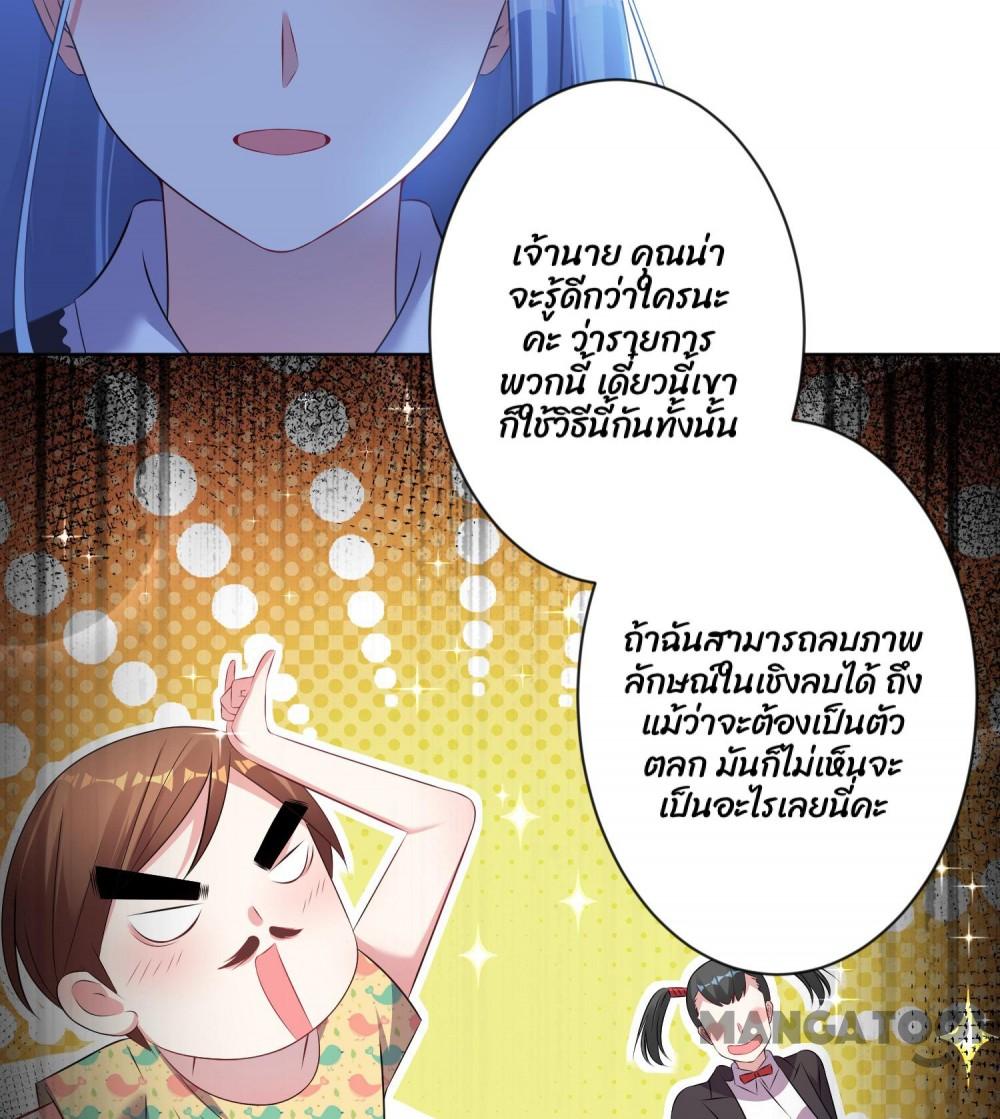 เจ้านาย คุณน่า
จะรู้ดีกว่าใครนะ
คะ ว่ารายการ
พวกนี้ เดี๋ยวนี้เขา
ก็ใช้วิธีนี้กันทั้งนั้น
ถ้าฉันสามารถลบภาพ
ลักษณ์ในเชิงลบได้ ถึง
แม้ว่าจะต้องเป็นตัว
ตลก มันก็ไม่เห็นจะ
เป็นอะไรเลยนี่คะ
MANGATOON